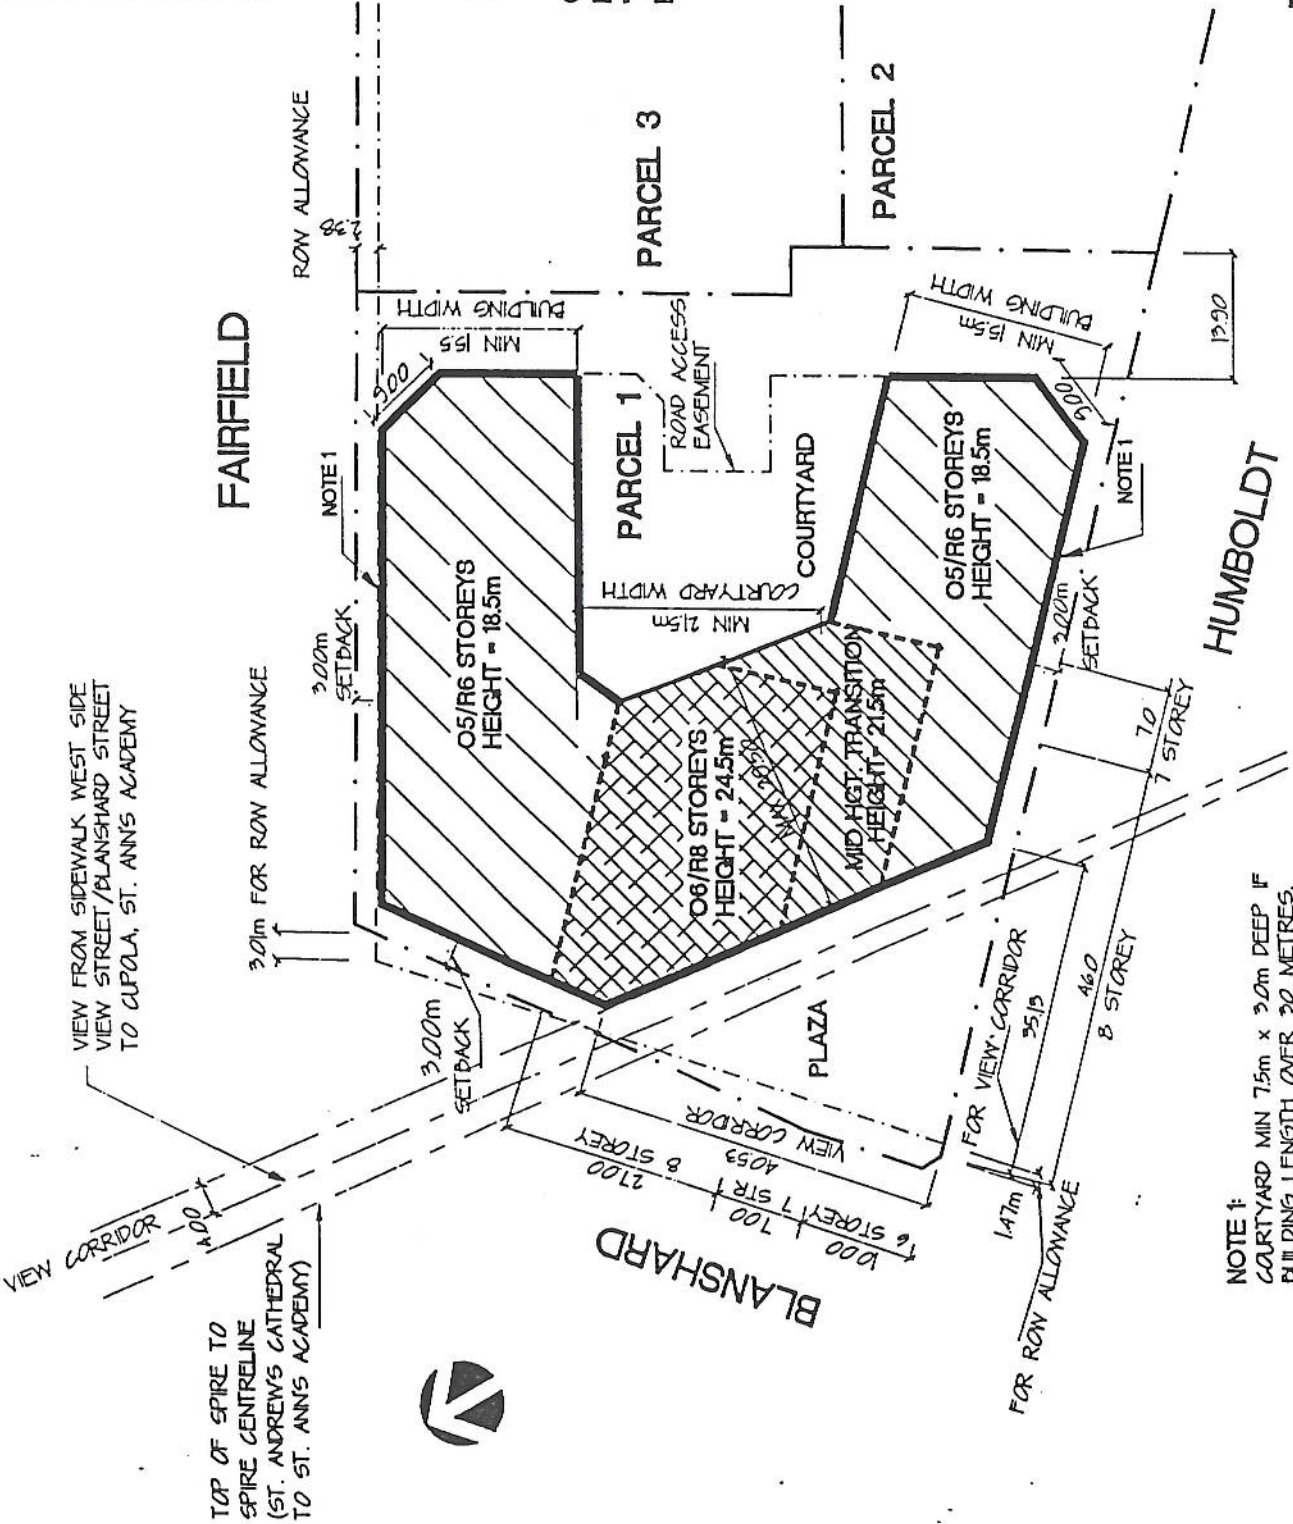 FAIRFIELD
ROW ALLOWANCE
2.38
VIEW FROM SIDEWALK WEST SIDE
VIEW STREET/BLANSHARD STREET
TO CUPOLA, ST. ANN'S ACADEMY
3.01m FOR ROW ALLOWANCE
3.00m
SETBACK
NOTE 1
9.00
MIN 15.5
BUILDING WIDTH
PARCEL 3
PARCEL 2
O5/R6 STOREYS
HEIGHT = 18.5m
PARCEL 1
ROAD ACCESS
EASEMENT
COURTYARD
MIN 21.5m
COURTYARD WIDTH
MIN 15.5m
BUILDING WIDTH
13.90
O5/R6 STOREYS
HEIGHT = 18.5m
9.00
NOTE 1
O6/R8 STOREYS
HEIGHT = 24.5m
MID HGT. TRANSITION
HEIGHT = 21.5m
3.00m
SETBACK
HUMBOLDT
7.0
7 STOREY
VIEW CORRIDOR
4.00
TOP OF SPIRE TO
SPIRE CENTRELINE
(ST. ANDREW'S CATHEDRAL
TO ST. ANN'S ACADEMY)
3.00m
SETBACK
PLAZA
VIEW CORRIDOR
40.53
27.00 8 STOREY
7.00 7 STR
10.00 6 STOREY
BLANSHARD
FOR VIEW CORRIDOR
35.13
46.0
8 STOREY
1.47m
FOR ROW ALLOWANCE
NOTE 1:
COURTYARD MIN 7.5m x 3.0m DEEP IF
BUILDING LENGTH OVER 30 METRES.